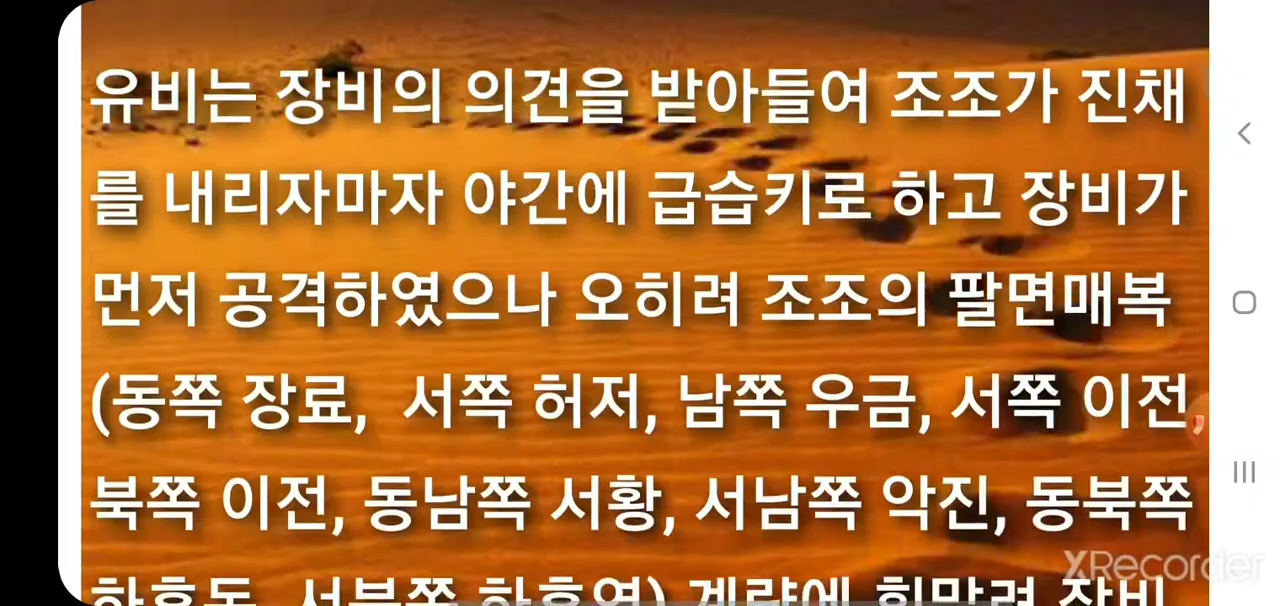 유비는 장비의 의견을 받아들여 조조가 진채
를 내리자마자 야간에 급습키로 하고 장비가
먼저 공격하였으나 오히려 조조의 팔면매복
(동쪽 장료, 서쪽 허저, 남쪽 우금, 서쪽 이전,
북쪽 이전, 동남쪽 서황, 서남쪽 악진, 동북쪽
XRecorder